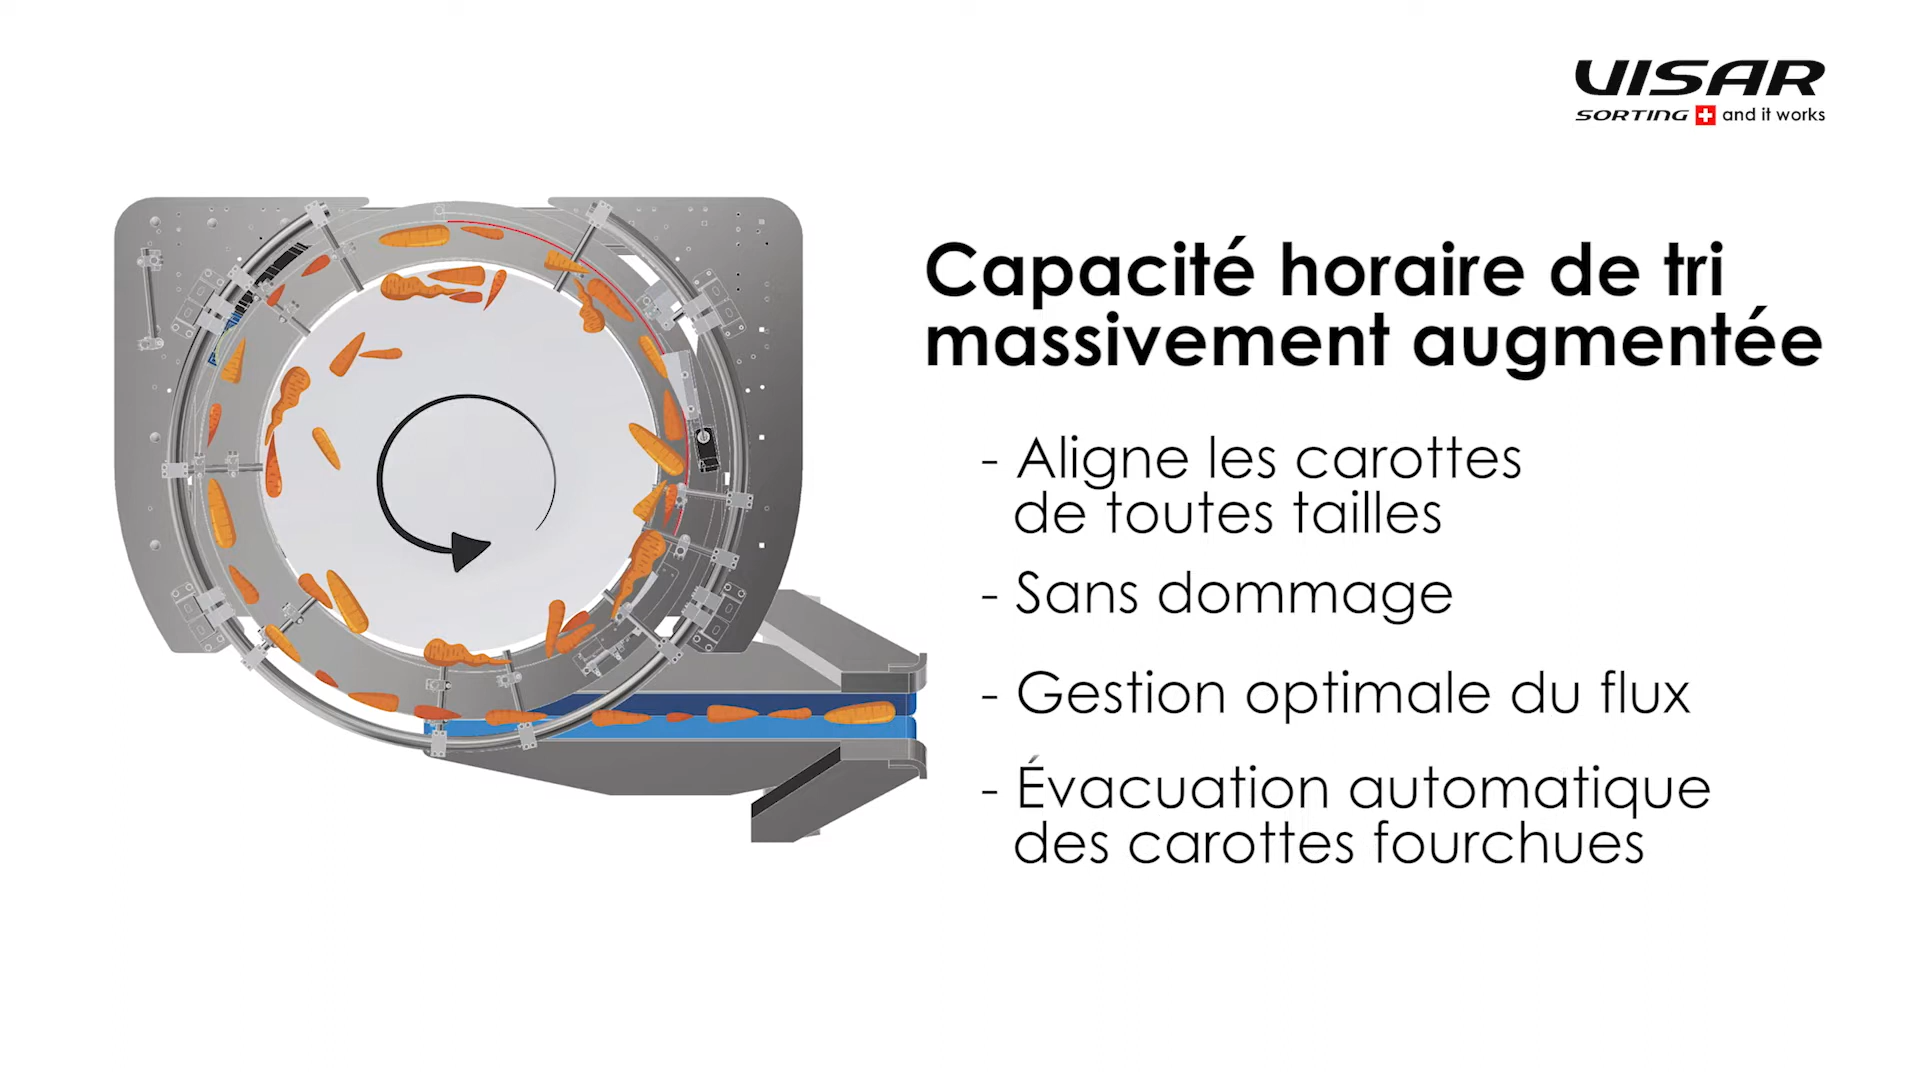 VISAR
SORTING and it works
Capacité horaire de tri
massivement augmentée
- Aligne les carottes
de toutes tailles
- Sans dommage
- Gestion optimale du flux
- Évacuation automatique
des carottes fourchues